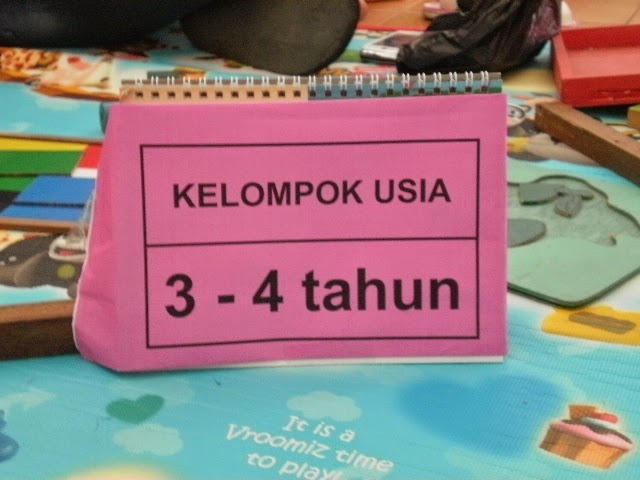 KELOMPOK USIA
3 - 4 tahun
It is a
Vroomiz time
to play!